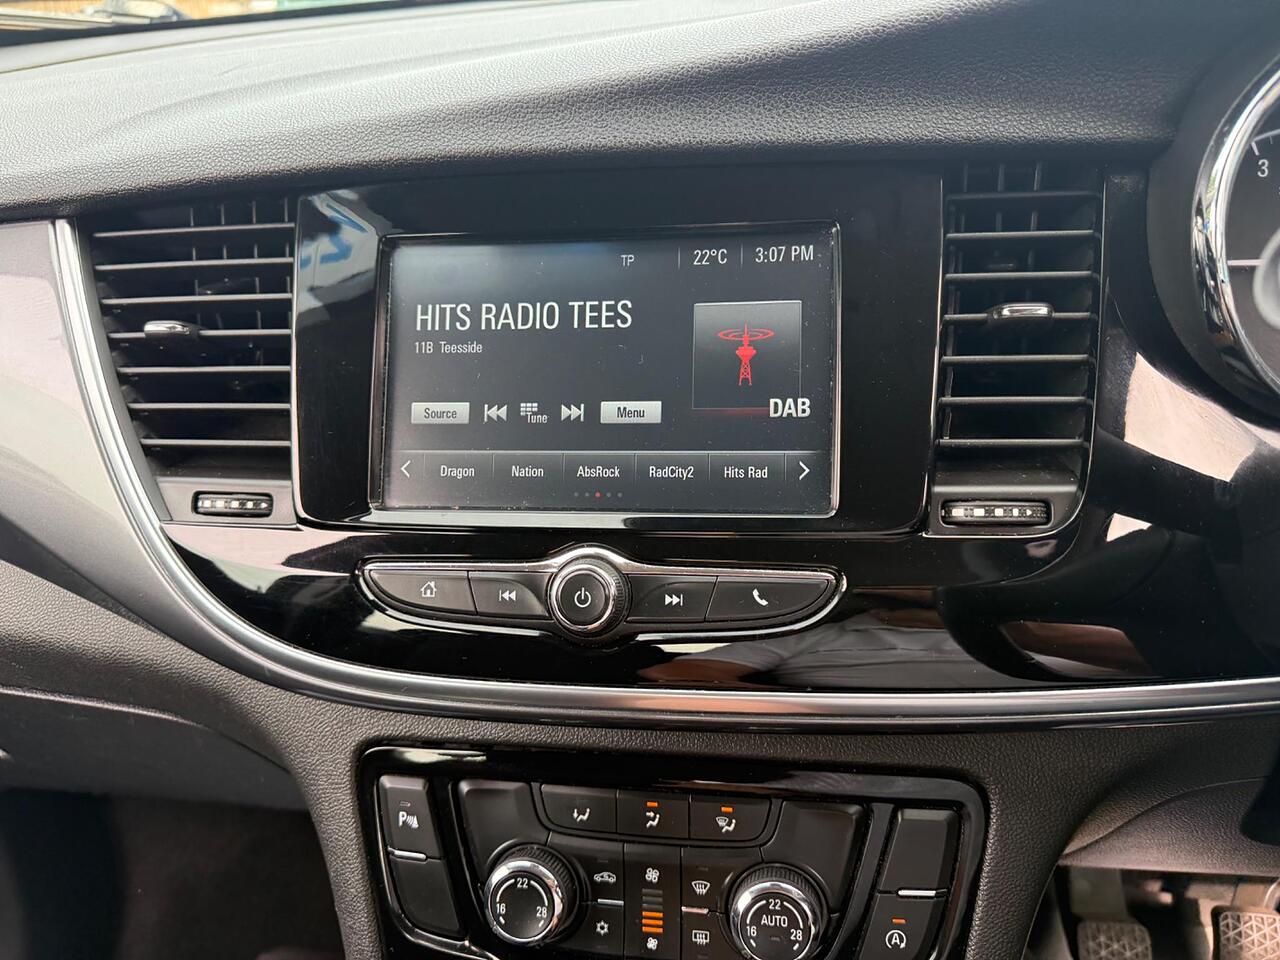 TP 22°C 3:07 PM
HITS RADIO TEES
11B Teesside
DAB
Source Tune Menu
Dragon Nation AbsRock RadCity2 Hits Rad
3
P
22
16 28
22
AUTO
16 28
A